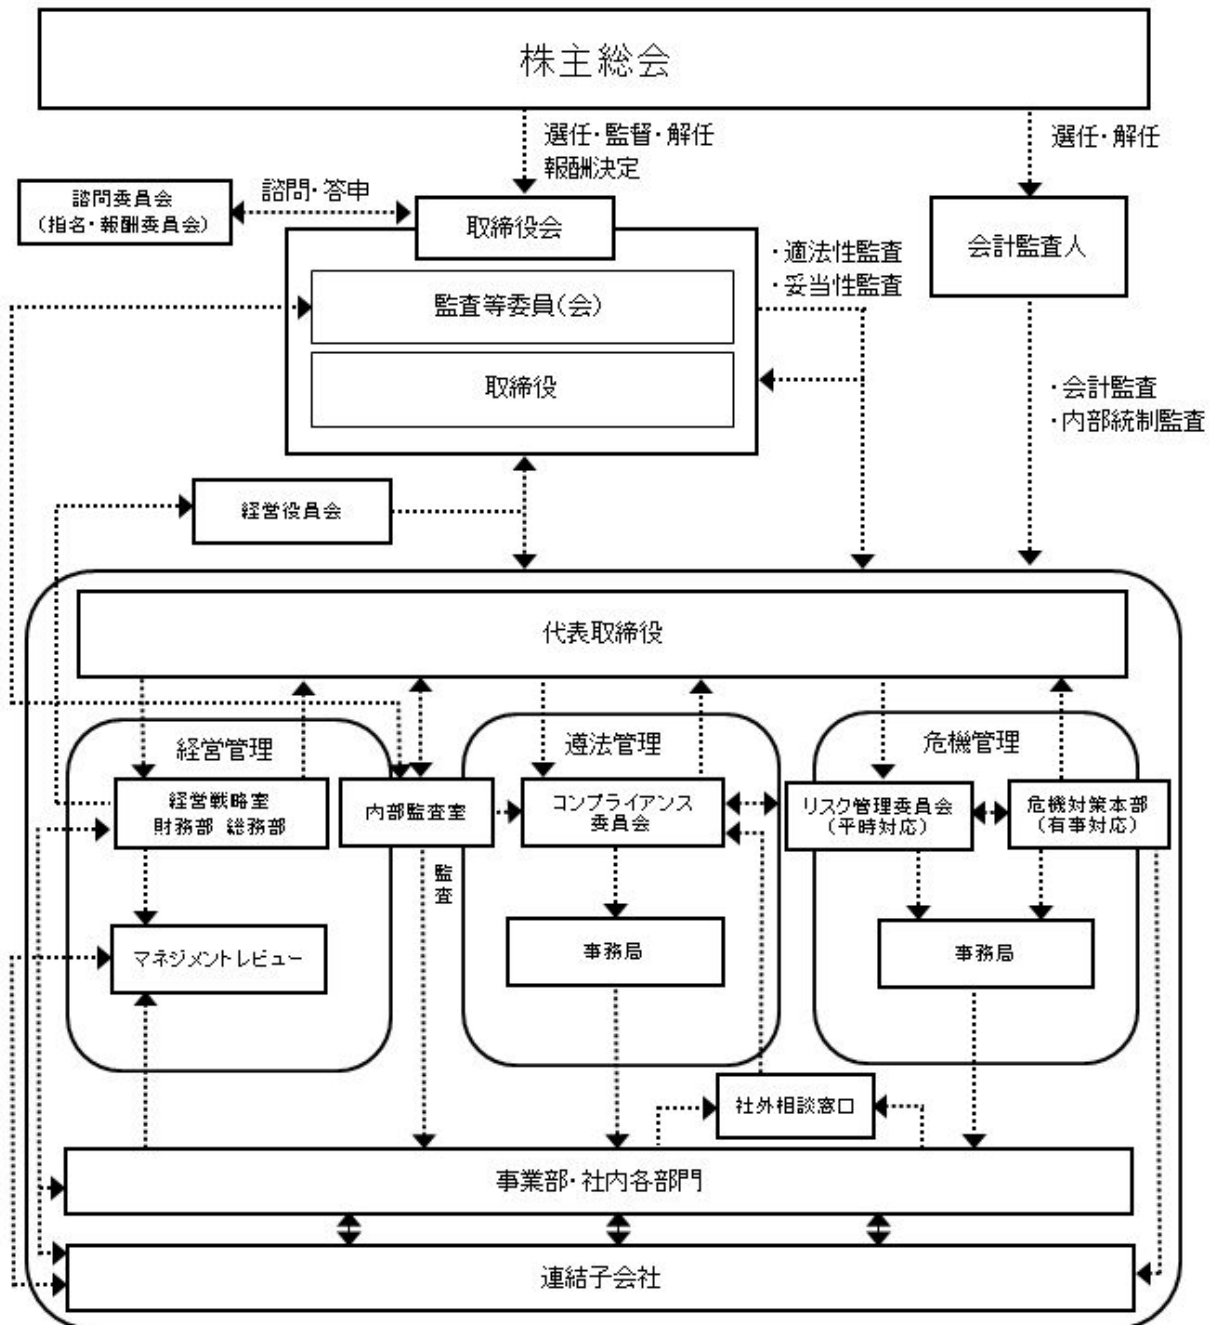 株主総会
選任・監督・解任
報酬決定
選任・解任
諮問委員会
(指名・報酬委員会)
諮問・答申
取締役会
会計監査人
・適法性監査
・妥当性監査
監査等委員(会)
取締役
・会計監査
・内部統制監査
経営役員会
代表取締役
経営管理
遵法管理
危機管理
経営戦略室
財務部 総務部
内部監査室
コンプライアンス
委員会
リスク管理委員会
(平時対応)
危機対策本部
(有事対応)
監
査
マネジメントレビュー
事務局
事務局
社外相談窓口
事業部・社内各部門
連結子会社